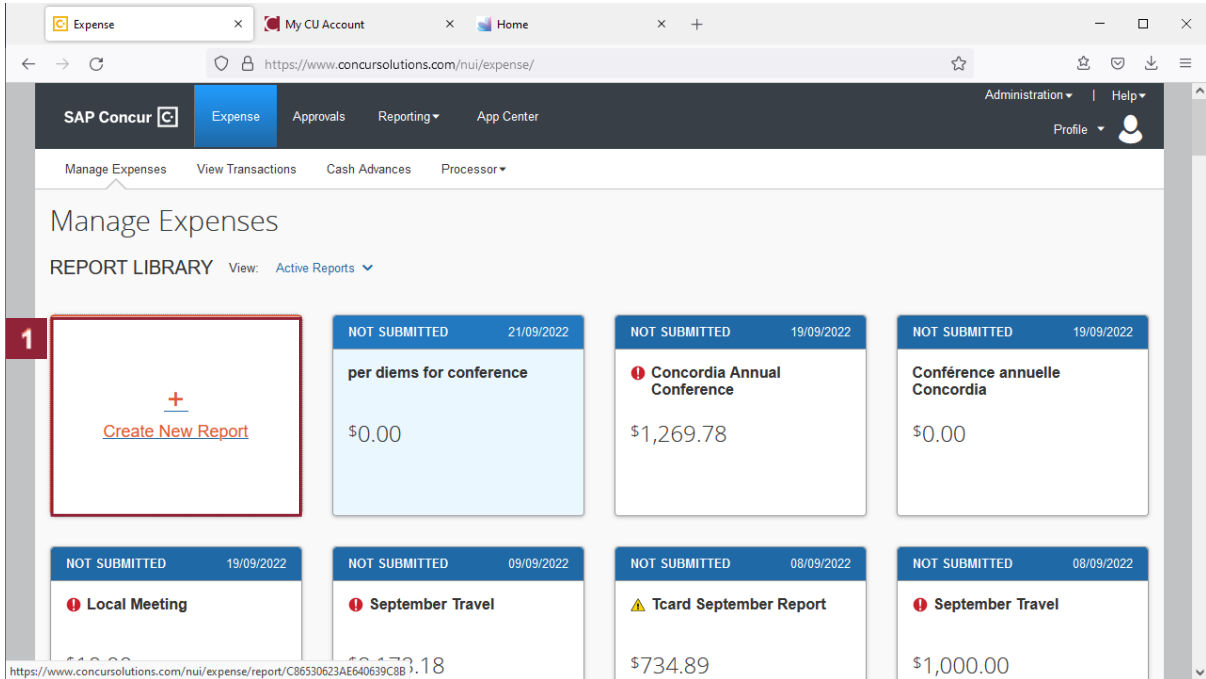 Expense
My CU Account
Home
https://www.concursolutions.com/nui/expense/
Administration | Help
SAP Concur C Expense Approvals Reporting App Center
Profile
Manage Expenses View Transactions Cash Advances Processor
Manage Expenses
REPORT LIBRARY View: Active Reports
1
+
Create New Report
NOT SUBMITTED 21/09/2022
per diems for conference
$0.00
NOT SUBMITTED 19/09/2022
Concordia Annual
Conference
$1,269.78
NOT SUBMITTED 19/09/2022
Conférence annuelle
Concordia
$0.00
NOT SUBMITTED 19/09/2022
Local Meeting
NOT SUBMITTED 09/09/2022
September Travel
NOT SUBMITTED 08/09/2022
Tcard September Report
$734.89
NOT SUBMITTED 08/09/2022
September Travel
$1,000.00
https://www.concursolutions.com/nui/expense/report/C86530623AE640639C8B